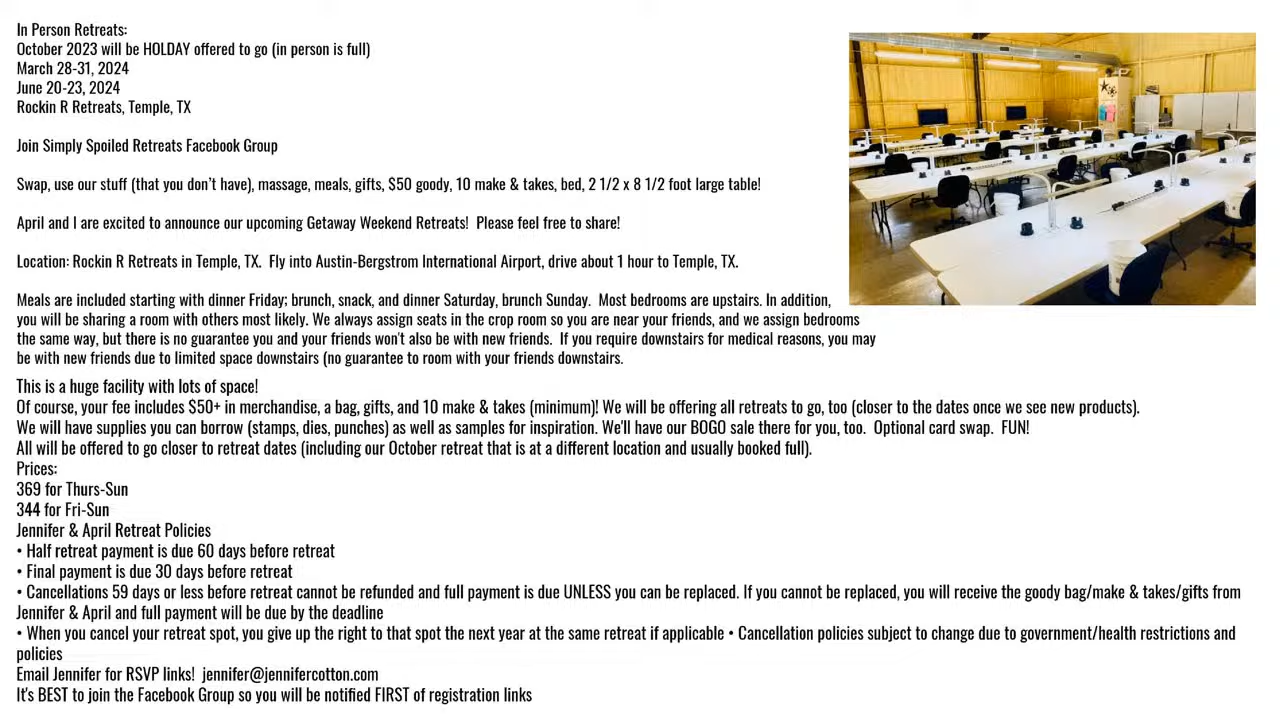 In Person Retreats:
October 2023 will be HOLDAY offered to go (in person is full)
March 28-31, 2024
June 20-23, 2024
Rockin R Retreats, Temple, TX
Join Simply Spoiled Retreats Facebook Group
Swap, use our stuff (that you don't have), massage, meals, gifts, $50 goody, 10 make & takes, bed, 2 1/2 x 8 1/2 foot large table!
April and I are excited to announce our upcoming Getaway Weekend Retreats!  Please feel free to share!
Location: Rockin R Retreats in Temple, TX.  Fly into Austin-Bergstrom International Airport, drive about 1 hour to Temple, TX.
Meals are included starting with dinner Friday; brunch, snack, and dinner Saturday, brunch Sunday.  Most bedrooms are upstairs. In addition,
you will be sharing a room with others most likely. We always assign seats in the crop room so you are near your friends, and we assign bedrooms
the same way, but there is no guarantee you and your friends won't also be with new friends.  If you require downstairs for medical reasons, you may
be with new friends due to limited space downstairs (no guarantee to room with your friends downstairs.
This is a huge facility with lots of space!
Of course, your fee includes $50+ in merchandise, a bag, gifts, and 10 make & takes (minimum)! We will be offering all retreats to go, too (closer to the dates once we see new products).
We will have supplies you can borrow (stamps, dies, punches) as well as samples for inspiration. We'll have our BOGO sale there for you, too.  Optional card swap.  FUN!
All will be offered to go closer to retreat dates (including our October retreat that is at a different location and usually booked full).
Prices:
369 for Thurs-Sun
344 for Fri-Sun
Jennifer & April Retreat Policies
• Half retreat payment is due 60 days before retreat
• Final payment is due 30 days before retreat
• Cancellations 59 days or less before retreat cannot be refunded and full payment is due UNLESS you can be replaced. If you cannot be replaced, you will receive the goody bag/make & takes/gifts from
Jennifer & April and full payment will be due by the deadline
• When you cancel your retreat spot, you give up the right to that spot the next year at the same retreat if applicable • Cancellation policies subject to change due to government/health restrictions and
policies
Email Jennifer for RSVP links!  jennifer@jennifercotton.com
It's BEST to join the Facebook Group so you will be notified FIRST of registration links